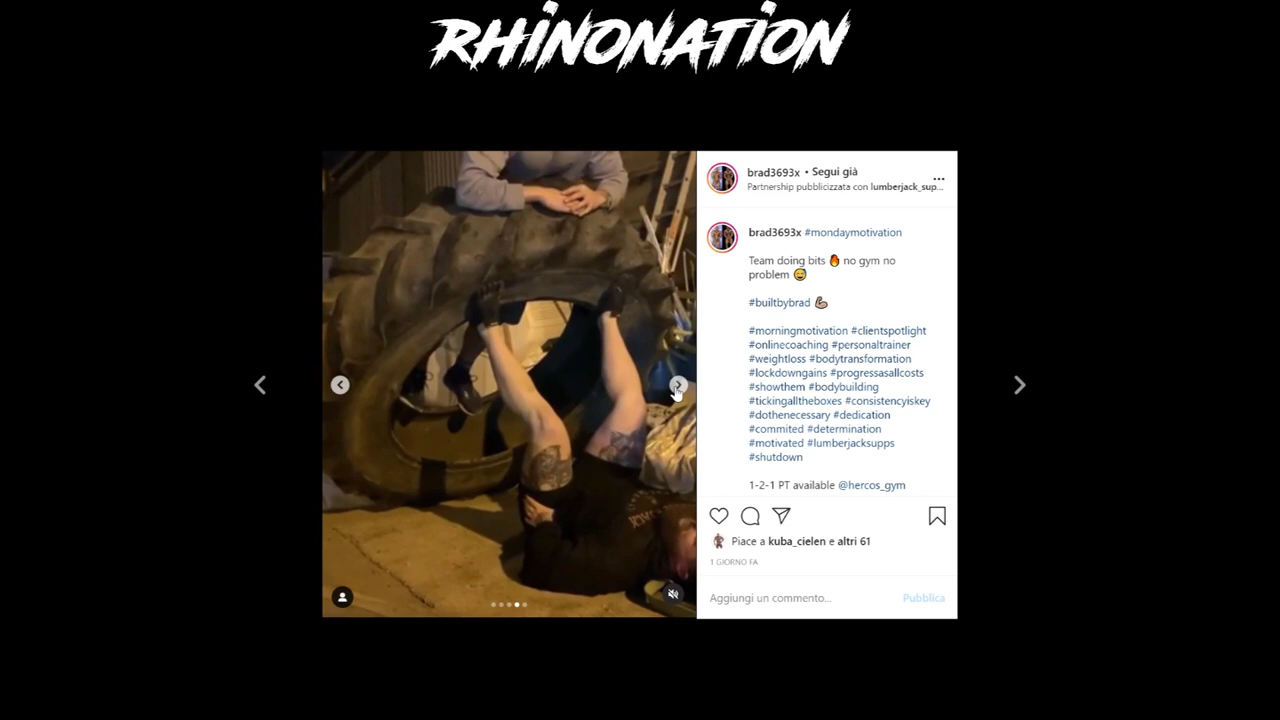 RHINONATION
brad3693x • Segui già
Partnership pubblicizzata con lumberjack_sup...
brad3693x #mondaymotivation
Team doing bits 🔥 no gym no
problem 😅
#builtbybrad 💪🏼
#morningmotivation #clientspotlight
#onlinecoaching #personaltrainer
#weightloss #bodytransformation
#lockdowngains #progressasallcosts
#showthem #bodybuilding
#tickingalltheboxes #consistencyiskey
#dothenecessary #dedication
#commited #determination
#motivated #lumberjacksupps
#shutdown
1-2-1 PT available @hercos_gym
Piace a kuba_cielen e altri 61
1 GIORNO FA
Aggiungi un commento...
Pubblica